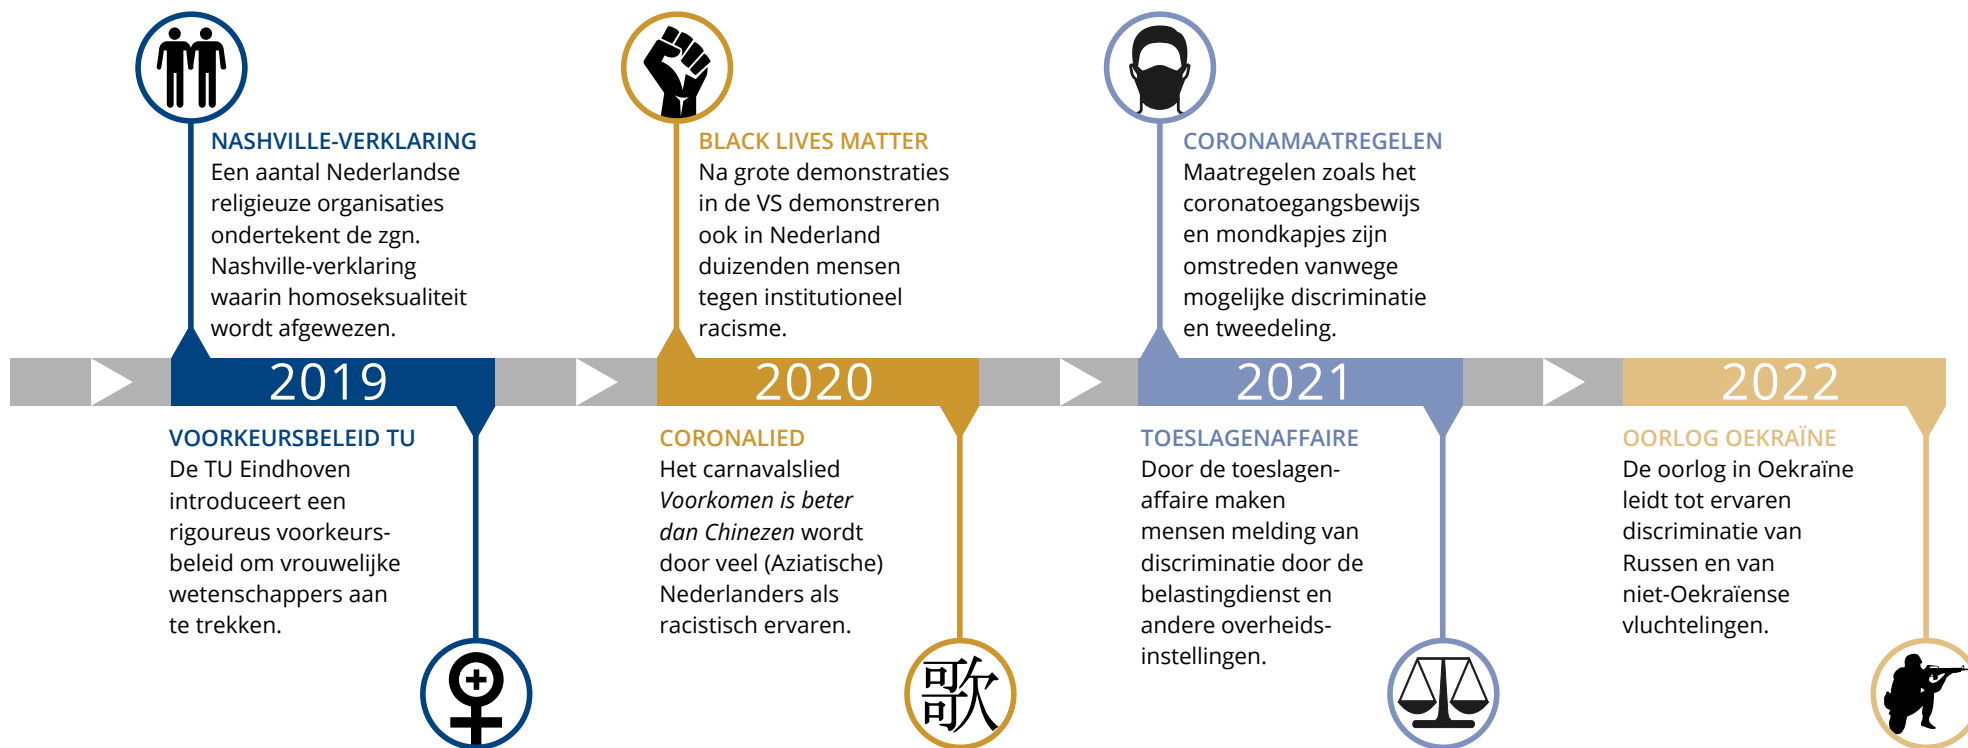 NASHVILLE-VERKLARING
Een aantal Nederlandse
religieuze organisaties
ondertekent de zgn.
Nashville-verklaring
waarin homoseksualiteit
wordt afgewezen.
BLACK LIVES MATTER
Na grote demonstraties
in de VS demonstreren
ook in Nederland
duizenden mensen
tegen institutioneel
racisme.
CORONAMAATREGELEN
Maatregelen zoals het
coronatoegangsbewijs
en mondkapjes zijn
omstreden vanwege
mogelijke discriminatie
en tweedeling.
2019
2020
2021
2022
VOORKEURSBELEID TU
De TU Eindhoven
introduceert een
rigoureus voorkeurs-
beleid om vrouwelijke
wetenschappers aan
te trekken.
CORONALIED
Het carnavalslied
Voorkomen is beter
dan Chinezen wordt
door veel (Aziatische)
Nederlanders als
racistisch ervaren.
歌
TOESLAGENAFFAIRE
Door de toeslagen-
affaire maken
mensen melding van
discriminatie door de
belastingdienst en
andere overheids-
instellingen.
OORLOG OEKRAÏNE
De oorlog in Oekraïne
leidt tot ervaren
discriminatie van
Russen en van
niet-Oekraïense
vluchtelingen.